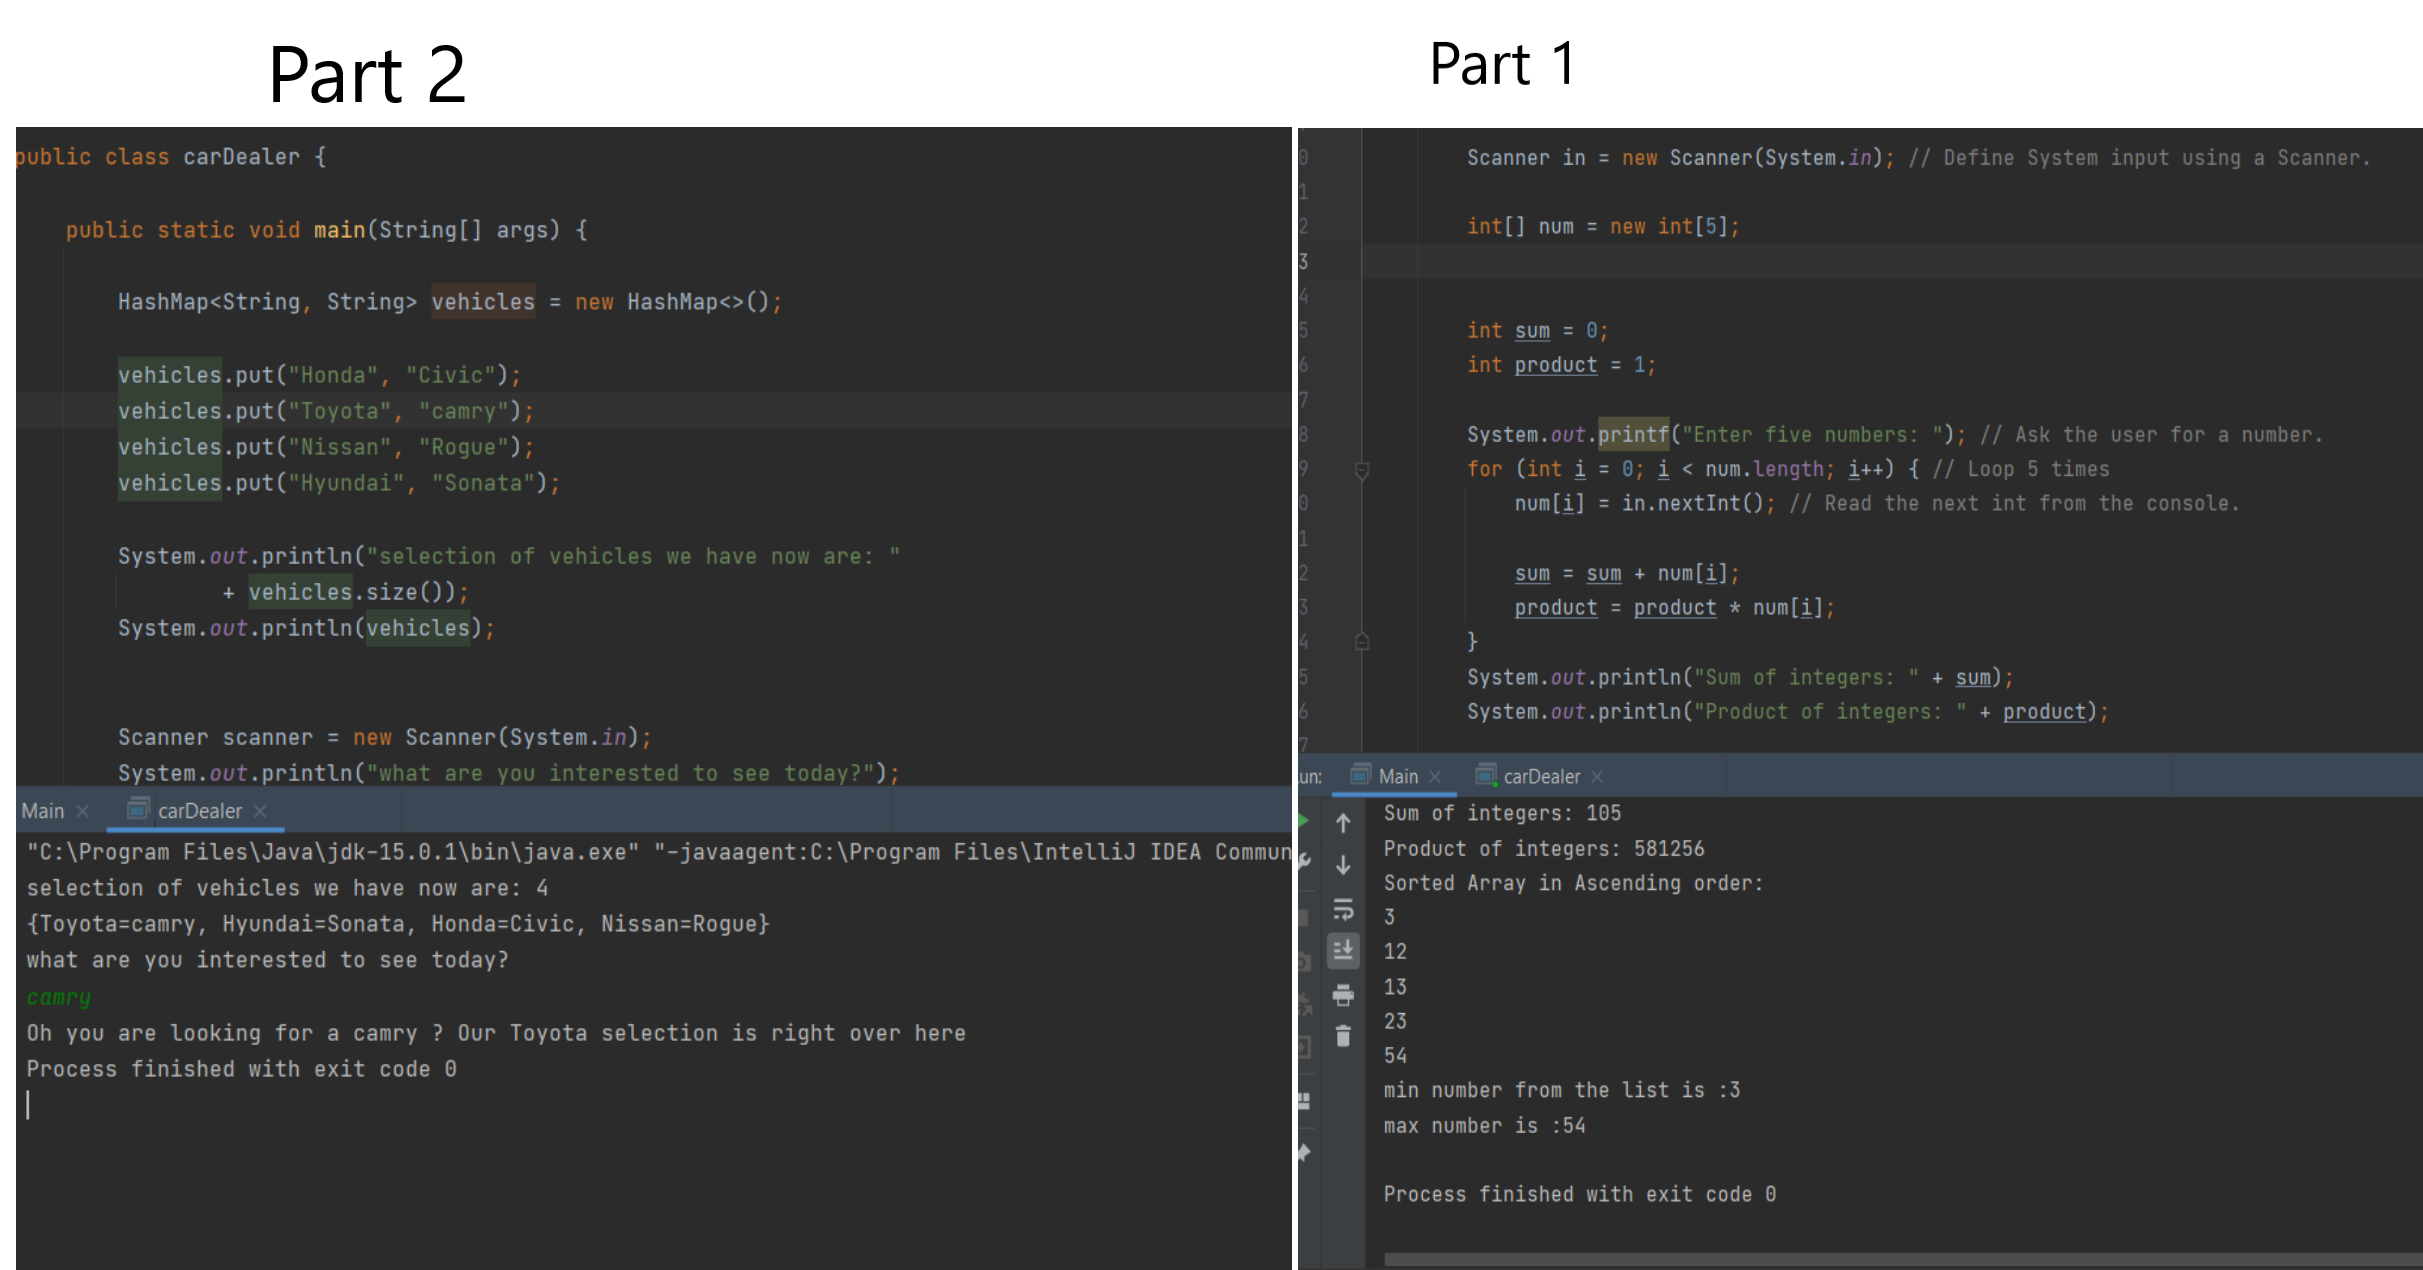 Part 2
public class carDealer {
public static void main(String[] args) {
HashMap<String, String> vehicles = new HashMap<>();
vehicles.put("Honda", "Civic");
vehicles.put("Toyota", "camry");
vehicles.put("Nissan", "Rogue");
vehicles.put("Hyundai", "Sonata");
System.out.println("selection of vehicles we have now are: "
+ vehicles.size());
System.out.println(vehicles);
Scanner scanner = new Scanner(System.in);
System.out.println("what are you interested to see today?");
Main × carDealer ×
"C:\Program Files\Java\jdk-15.0.1\bin\java.exe" "-javaagent:C:\Program Files\IntelliJ IDEA Commun
selection of vehicles we have now are: 4
{Toyota=camry, Hyundai=Sonata, Honda=Civic, Nissan=Rogue}
what are you interested to see today?
camry
Oh you are looking for a camry ? Our Toyota selection is right over here
Process finished with exit code 0
Part 1
0 Scanner in = new Scanner(System.in); // Define System input using a Scanner.
1
2 int[] num = new int[5];
3
4
5 int sum = 0;
6 int product = 1;
7
8 System.out.printf("Enter five numbers: "); // Ask the user for a number.
9 for (int i = 0; i < num.length; i++) { // Loop 5 times
0 num[i] = in.nextInt(); // Read the next int from the console.
1
2 sum = sum + num[i];
3 product = product * num[i];
4 }
5 System.out.println("Sum of integers: " + sum);
6 System.out.println("Product of integers: " + product);
7
un: Main × carDealer ×
Sum of integers: 105
Product of integers: 581256
Sorted Array in Ascending order:
3
12
13
23
54
min number from the list is :3
max number is :54
Process finished with exit code 0